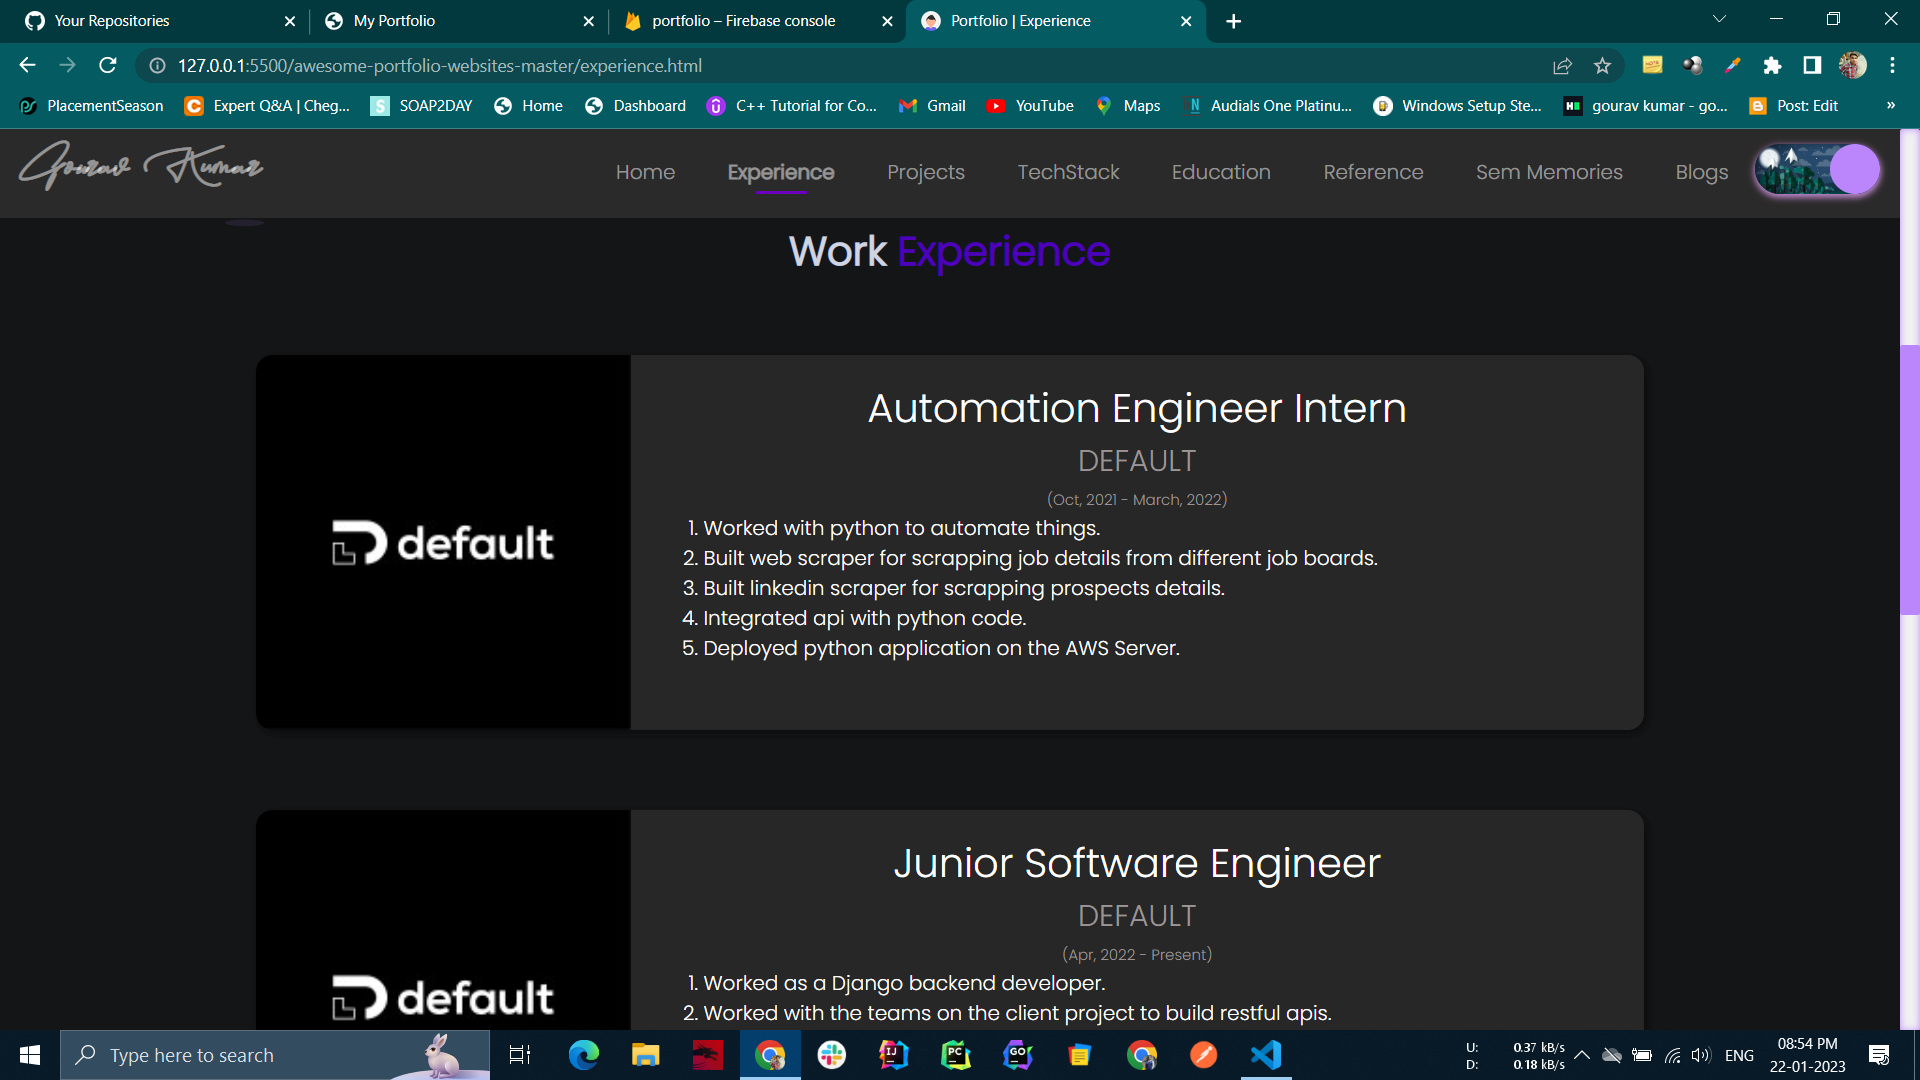 Your Repositories
My Portfolio
portfolio – Firebase console
Portfolio | Experience
127.0.0.1:5500/awesome-portfolio-websites-master/experience.html
PlacementSeason
Expert Q&A | Cheg...
SOAP2DAY
Home
Dashboard
C++ Tutorial for Co...
Gmail
YouTube
Maps
Audials One Platinu...
Windows Setup Ste...
gourav kumar - go...
Post: Edit
»
Gourav Kumar
Home
Experience
Projects
TechStack
Education
Reference
Sem Memories
Blogs
Work Experience
default
Automation Engineer Intern
DEFAULT
(Oct, 2021 - March, 2022)
1. Worked with python to automate things.
2. Built web scraper for scrapping job details from different job boards.
3. Built linkedin scraper for scrapping prospects details.
4. Integrated api with python code.
5. Deployed python application on the AWS Server.
default
Junior Software Engineer
DEFAULT
(Apr, 2022 - Present)
1. Worked as a Django backend developer.
2. Worked with the teams on the client project to build restful apis.
Type here to search
U: 0.37 kB/s
D: 0.18 kB/s
ENG
08:54 PM
22-01-2023